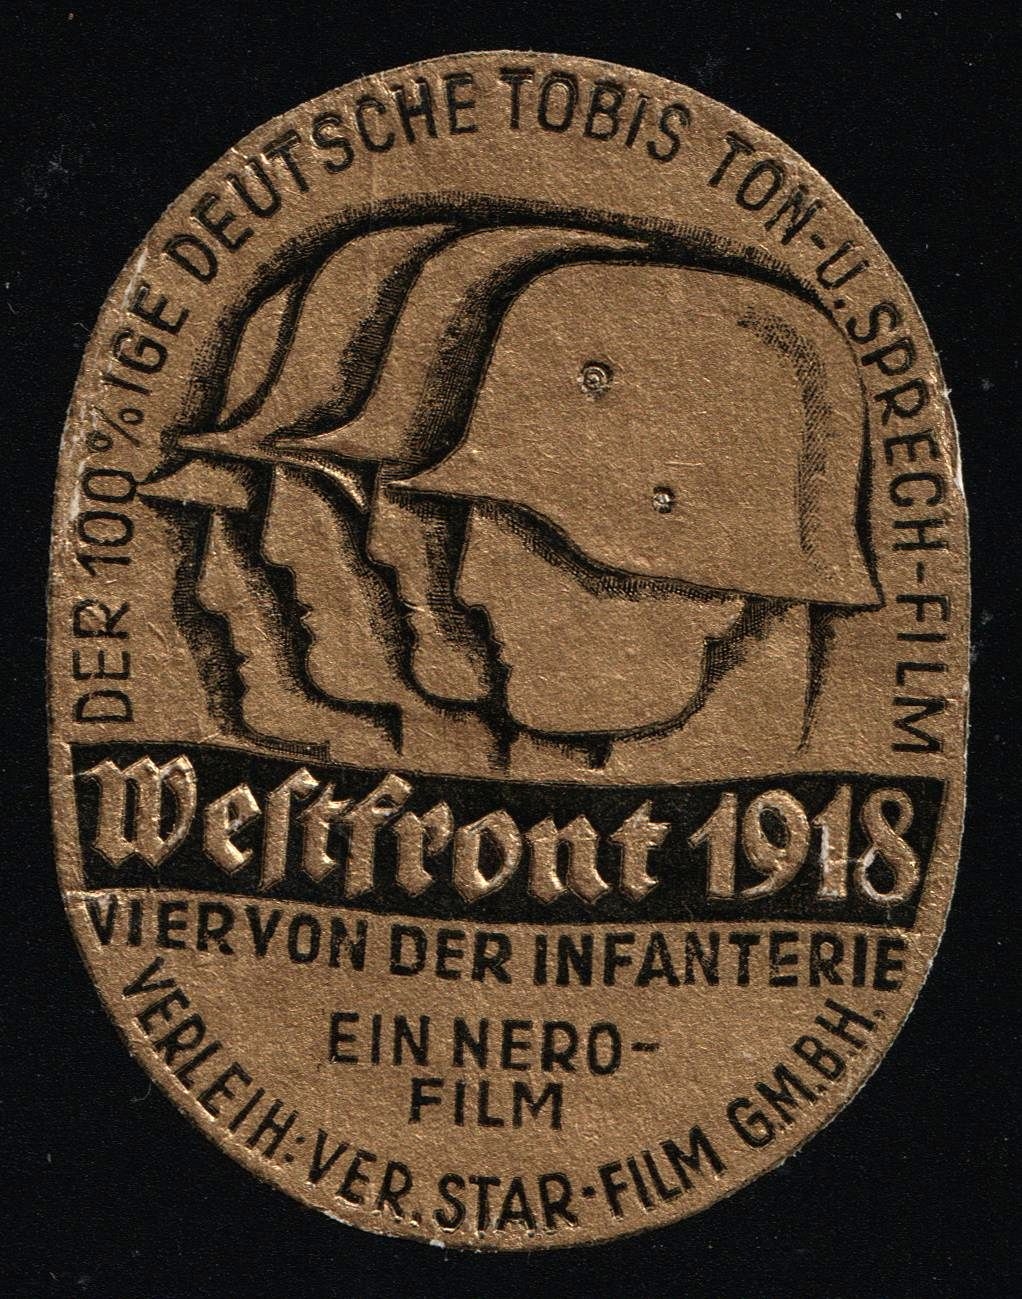 DER 100%IGE DEUTSCHE TOBIS TON-U.SPRECH-FILM
Westfront 1918
VIER VON DER INFANTERIE
EIN NERO-
FILM
VERLEIH: VER. STAR-FILM G.M.B.H.